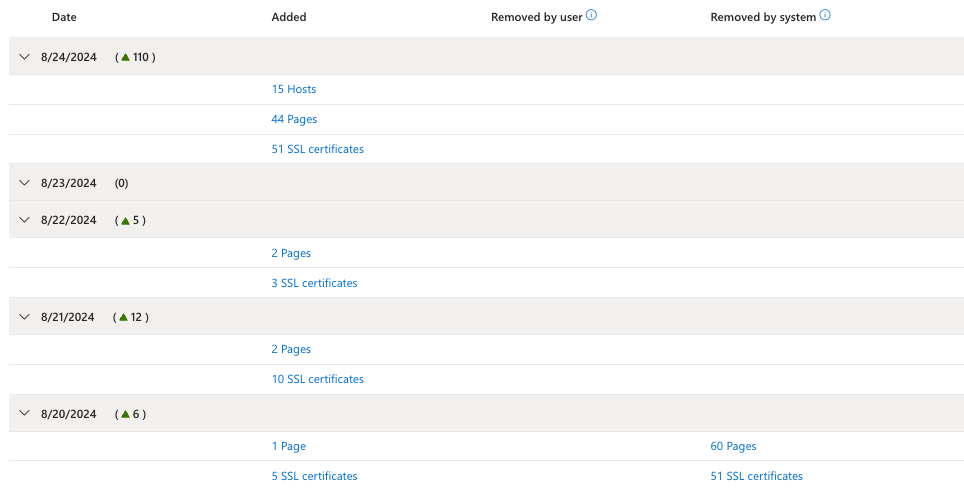 Date Added Removed by user Removed by system
8/24/2024 (▲110 )
15 Hosts
44 Pages
51 SSL certificates
8/23/2024 (0)
8/22/2024 (▲5 )
2 Pages
3 SSL certificates
8/21/2024 (▲12 )
2 Pages
10 SSL certificates
8/20/2024 (▲6 )
1 Page 60 Pages
5 SSL certificates 51 SSL certificates